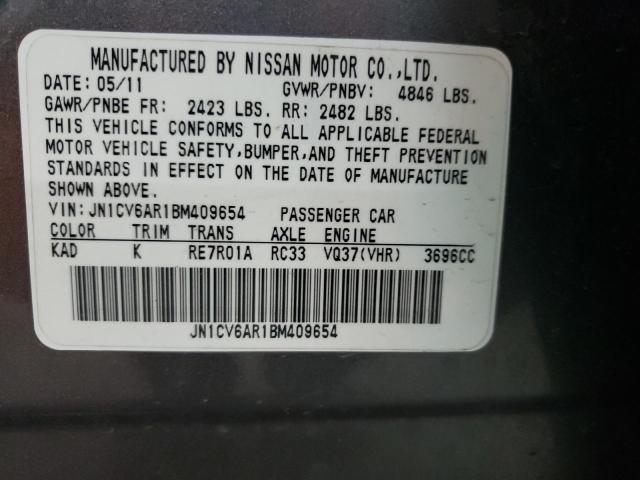 MANUFACTURED BY NISSAN MOTOR CO.,LTD.
DATE: 05/11 GVWR/PNBV: 4846 LBS.
GAWR/PNBE FR: 2423 LBS. RR: 2482 LBS.
THIS VEHICLE CONFORMS TO ALL APPLICABLE FEDERAL
MOTOR VEHICLE SAFETY,BUMPER,AND THEFT PREVENTION
STANDARDS IN EFFECT ON THE DATE OF MANUFACTURE
SHOWN ABOVE.
VIN:JN1CV6AR1BM409654 PASSENGER CAR
COLOR TRIM TRANS AXLE ENGINE
KAD K RE7R01A RC33 VQ37(VHR) 3696CC
JN1CV6AR1BM409654